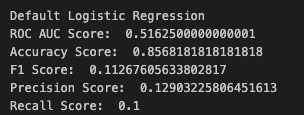 Default Logistic Regression
ROC AUC Score:  0.5162500000000001
Accuracy Score:  0.8568181818181818
F1 Score:  0.11267605633802817
Precision Score:  0.12903225806451613
Recall Score:  0.1